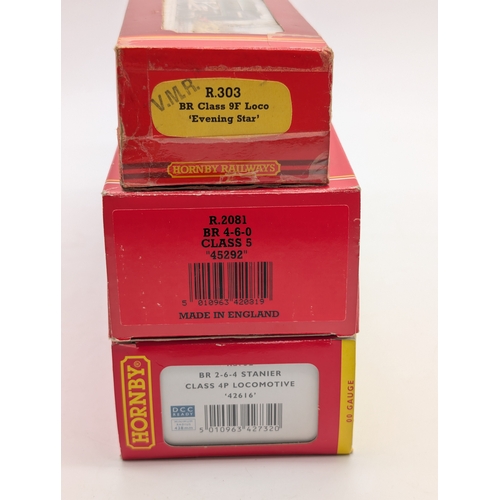 V.M.R.
R.303
BR Class 9F Loco
'Evening Star'
HORNBY RAILWAYS
R.2081
BR 4-6-0
CLASS 5
"45292"
5 010963 420819
MADE IN ENGLAND
HORNBY
BR 2-6-4 STANIER
CLASS 4P LOCOMOTIVE
'42616'
DCC
READY
5 010963 427320
00 GAUGE